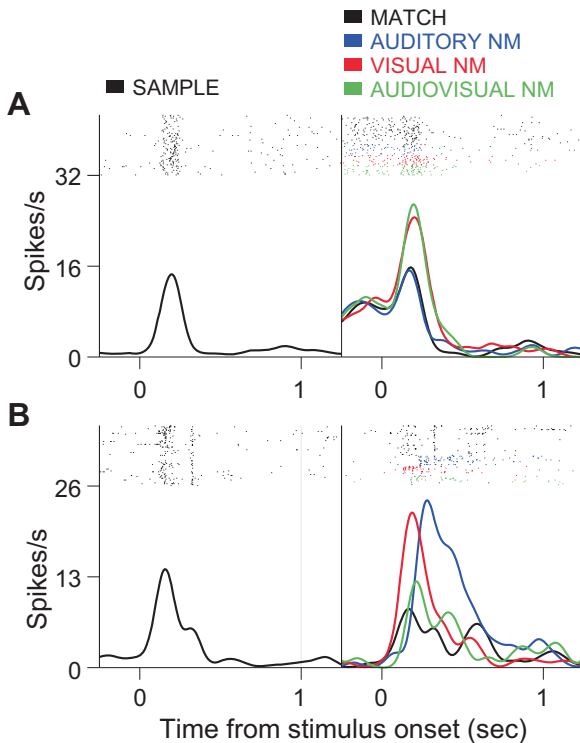 MATCH
AUDITORY NM
VISUAL NM
AUDIOVISUAL NM
SAMPLE
A
32
16
0
Spikes/s
0 1 0 1
B
26
13
0
Spikes/s
0 1 0 1
Time from stimulus onset (sec)